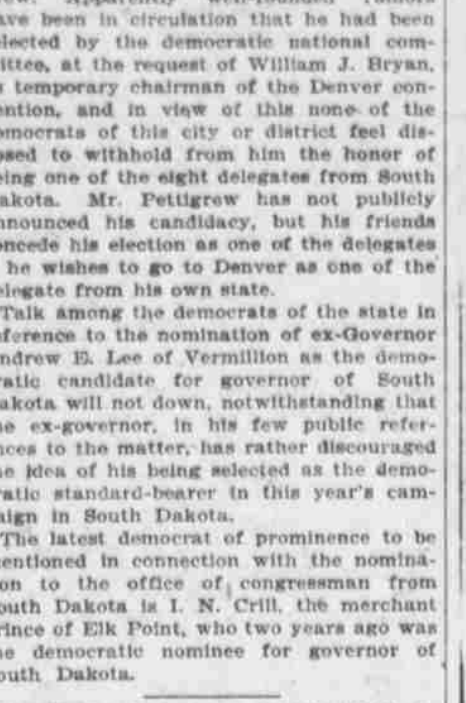 ave been in circulation that he had been
elected by the democratic national com-
ittee, at the request of William J. Bryan,
s temporary chairman of the Denver con-
ention, and in view of this none of the
emocrats of this city or district feel dis-
osed to withhold from him the honor of
eing one of the eight delegates from South
akota. Mr. Pettigrew has not publicly
nnounced his candidacy, but his friends
oncede his election as one of the delegates
he wishes to go to Denver as one of the
elegate from his own state.
Talk among the democrats of the state in
eference to the nomination of ex-Governor
ndrew E. Lee of Vermillion as the demo-
ratic candidate for governor of South
akota will not down, notwithstanding that
he ex-governor, in his few public refer-
nces to the matter, has rather discouraged
he idea of his being selected as the demo-
ratic standard-bearer in this year's cam-
aign in South Dakota.
The latest democrat of prominence to be
entioned in connection with the nomina-
ion to the office of congressman from
outh Dakota is I. N. Crill, the merchant
rince of Elk Point, who two years ago was
he democratic nominee for governor of
outh Dakota.